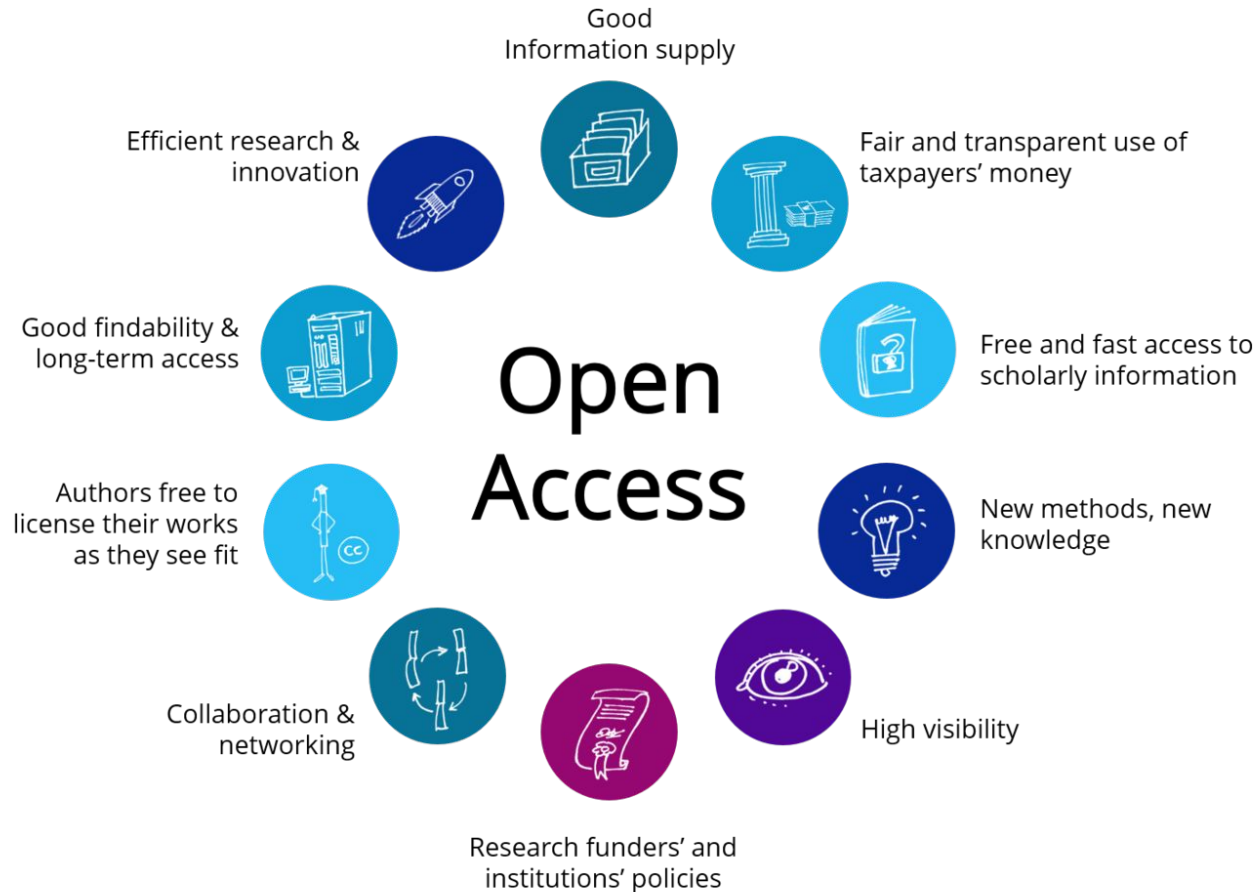 Good
Information supply
Fair and transparent use of
taxpayers’ money
Free and fast access to
scholarly information
New methods, new
knowledge
High visibility
Research funders’ and
institutions’ policies
Collaboration &
networking
Authors free to
license their works
as they see fit
cc
Good findability &
long-term access
Efficient research &
innovation
Open
Access